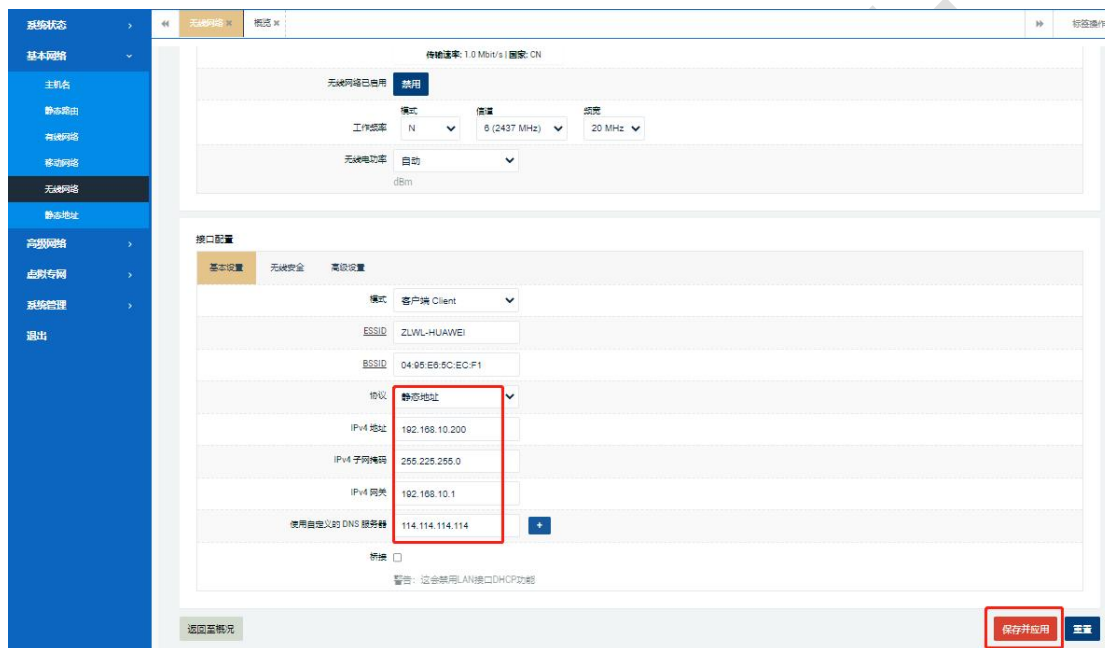 系统状态
无线网络 × 概览 × 标签操作
基本网络
主机名
静态路由
有线网络
移动网络
无线网络
静态地址
高级网络
虚拟专网
系统管理
退出
传输速率: 1.0 Mbit/s | 国家: CN
无线网络已启用 禁用
模式 信道 频宽
工作频率 N 6 (2437 MHz) 20 MHz
无线电功率 自动
dBm
接口配置
基本设置 无线安全 高级设置
模式 客户端 Client
ESSID ZLWL-HUAWEI
BSSID 04:95:E6:5C:EC:F1
协议 静态地址
IPv4 地址 192.168.10.200
IPv4 子网掩码 255.225.255.0
IPv4 网关 192.168.10.1
使用自定义的 DNS 服务器 114.114.114.114 +
桥接
警告：这会禁用LAN接口DHCP功能
返回至概况 保存并应用 重置